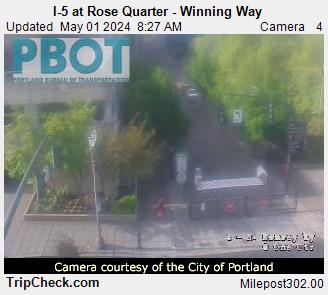 I-5 at Rose Quarter - Winning Way
Updated May 01 2024 8:27 AM Camera 4
PBOT
PORTLAND BUREAU OF TRANSPORTATION
Camera courtesy of the City of Portland
TripCheck.com Milepost302.00